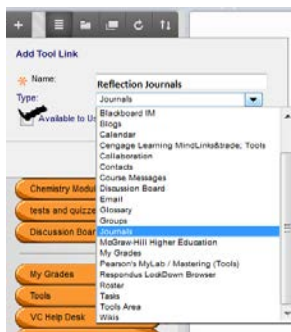 Add Tool Link
Name: Reflection Journals
Type: Journals
Available to Us
Blackboard IM
Blogs
Calendar
Cengage Learning MindLinks&trade; Tools
Collaboration
Contacts
Course Messages
Discussion Board
Email
Glossary
Groups
Journals
McGraw-Hill Higher Education
My Grades
Pearson's MyLab / Mastering (Tools)
Respondus LockDown Browser
Roster
Tasks
Tools Area
Wikis
Chemistry Modul
tests and quizze
Discussion Boar
My Grades
Tools
VC Help Desk